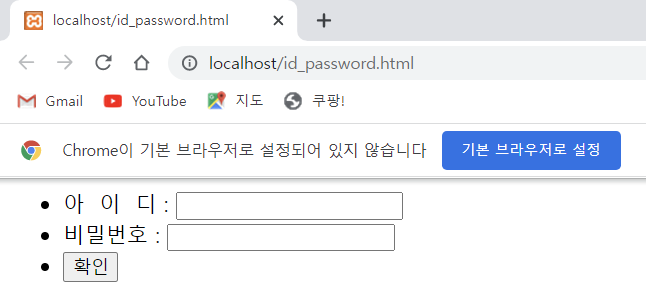 localhost/id_password.html
localhost/id_password.html
Gmail YouTube 지도 쿠팡!
Chrome이 기본 브라우저로 설정되어 있지 않습니다 기본 브라우저로 설정
아 이 디 :
비밀번호 :
확인